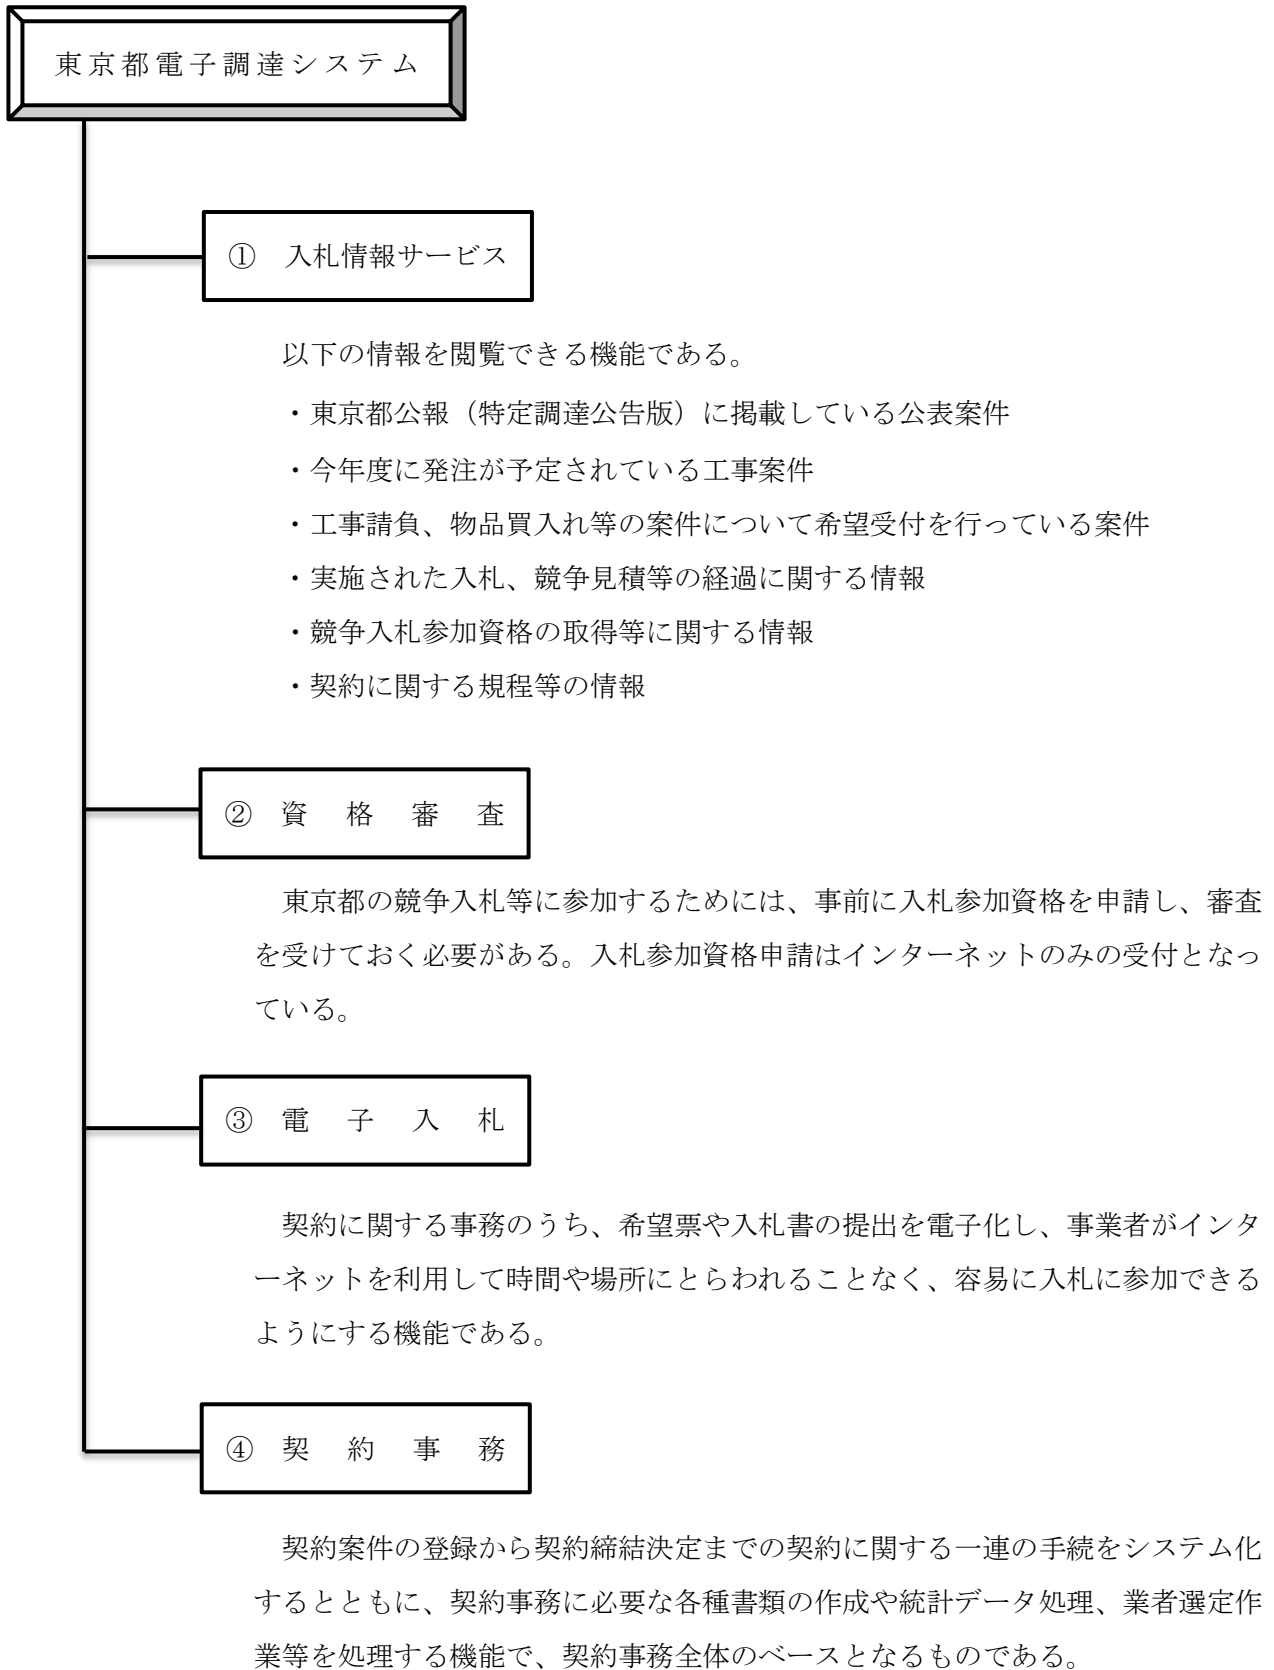 東京都電子調達システム
① 入札情報サービス
以下の情報を閲覧できる機能である。
・東京都公報（特定調達公告版）に掲載している公表案件
・今年度に発注が予定されている工事案件
・工事請負、物品買入れ等の案件について希望受付を行っている案件
・実施された入札、競争見積等の経過に関する情報
・競争入札参加資格の取得等に関する情報
・契約に関する規程等の情報
② 資格審査
東京都の競争入札等に参加するためには、事前に入札参加資格を申請し、審査
を受けておく必要がある。入札参加資格申請はインターネットのみの受付となっ
ている。
③ 電子入札
契約に関する事務のうち、希望票や入札書の提出を電子化し、事業者がインタ
ーネットを利用して時間や場所にとらわれることなく、容易に入札に参加できる
ようにする機能である。
④ 契約事務
契約案件の登録から契約締結決定までの契約に関する一連の手続をシステム化
するとともに、契約事務に必要な各種書類の作成や統計データ処理、業者選定作
業等を処理する機能で、契約事務全体のベースとなるものである。